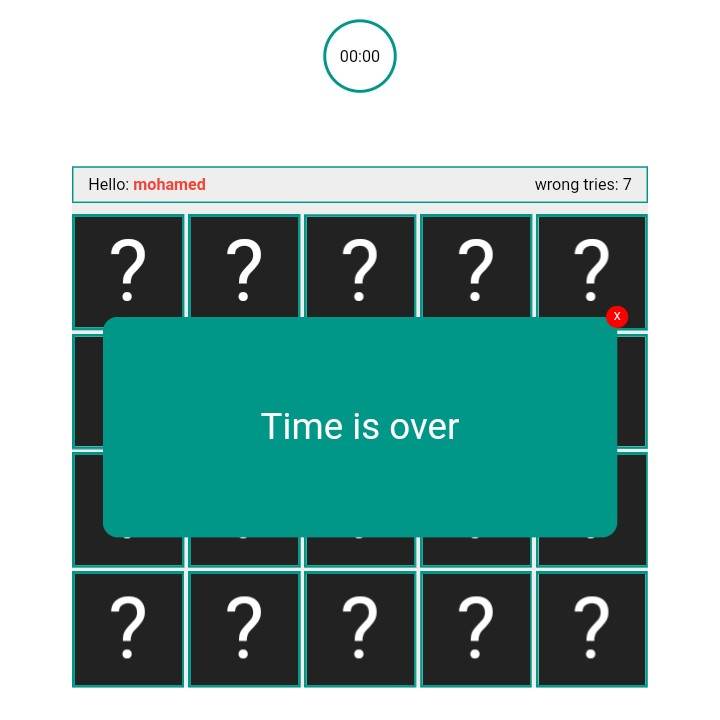 00:00
Hello: mohamed wrong tries: 7
? ? ? ? ?
x
Time is over
? ? ? ? ?